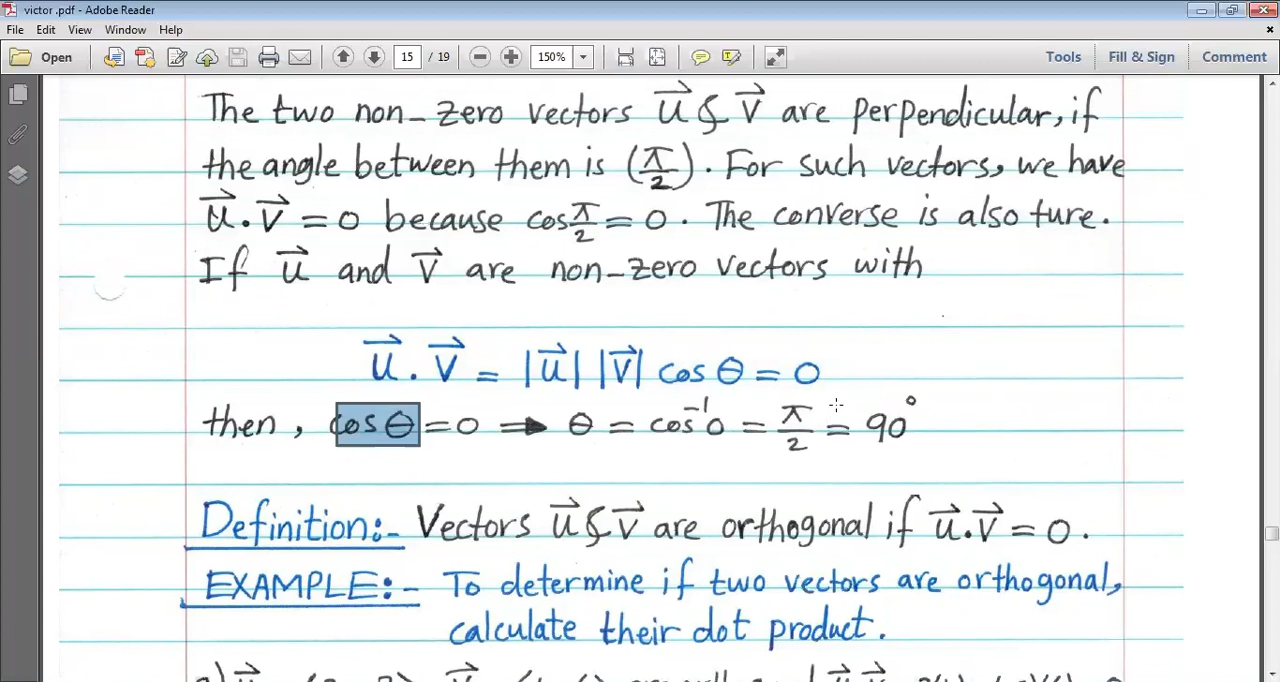 victor .pdf - Adobe Reader
File Edit View Window Help
Open 15 / 19 150% Tools Fill & Sign Comment
The two non-zero vectors u⃗ & v⃗ are perpendicular, if
the angle between them is (π/2). For such vectors, we have
u⃗.v⃗ = 0 because cos π/2 = 0. The converse is also ture.
If u⃗ and v⃗ are non-zero vectors with
u⃗.v⃗ = |u⃗| |v⃗| cos θ = 0
then, cos θ = 0 ⇒ θ = cos⁻¹0 = π/2 = 90°
Definition:- Vectors u⃗ & v⃗ are orthogonal if u⃗.v⃗ = 0.
EXAMPLE:- To determine if two vectors are orthogonal,
calculate their dot product.